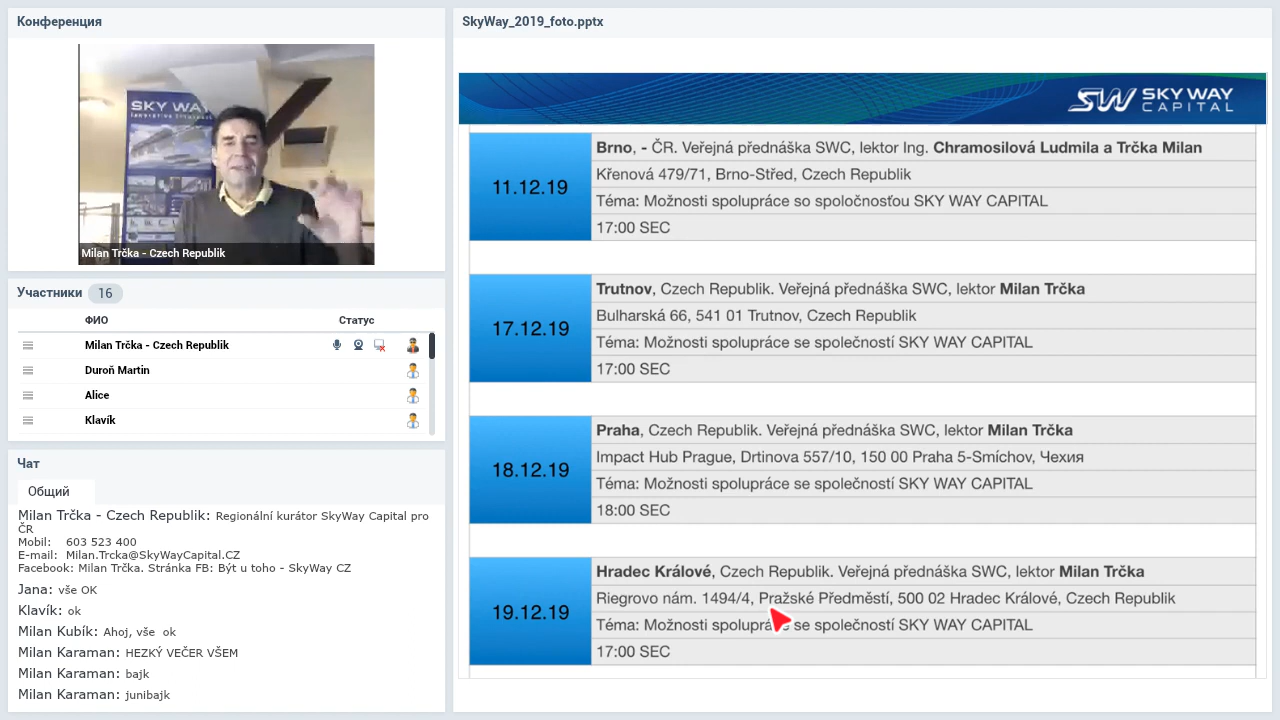 Конференция
SKY WAY
Milan Trčka - Czech Republik
Участники 16
ФИО Статус
Milan Trčka - Czech Republik
Duroň Martin
Alice
Klavík
Чат
Общий
Milan Trčka - Czech Republik: Regionální kurátor SkyWay Capital pro
ČR
Mobil: 603 523 400
E-mail: Milan.Trcka@SkyWayCapital.CZ
Facebook: Milan Trčka. Stránka FB: Být u toho - SkyWay CZ
Jana: vše OK
Klavík: ok
Milan Kubík: Ahoj, vše ok
Milan Karaman: HEZKÝ VEČER VŠEM
Milan Karaman: bajk
Milan Karaman: junibajk
SkyWay_2019_foto.pptx
SW SKY WAY
CAPITAL
11.12.19
Brno, - ČR. Veřejná přednáška SWC, lektor Ing. Chramosilová Ludmila a Trčka Milan
Křenová 479/71, Brno-Střed, Czech Republik
Téma: Možnosti spolupráce so spoločnosťou SKY WAY CAPITAL
17:00 SEC
17.12.19
Trutnov, Czech Republik. Veřejná přednáška SWC, lektor Milan Trčka
Bulharská 66, 541 01 Trutnov, Czech Republik
Téma: Možnosti spolupráce se společností SKY WAY CAPITAL
17:00 SEC
18.12.19
Praha, Czech Republik. Veřejná přednáška SWC, lektor Milan Trčka
Impact Hub Prague, Drtinova 557/10, 150 00 Praha 5-Smíchov, Чехия
Téma: Možnosti spolupráce se společností SKY WAY CAPITAL
18:00 SEC
19.12.19
Hradec Králové, Czech Republik. Veřejná přednáška SWC, lektor Milan Trčka
Riegrovo nám. 1494/4, Pražské Předměstí, 500 02 Hradec Králové, Czech Republik
Téma: Možnosti spolupráce se společností SKY WAY CAPITAL
17:00 SEC